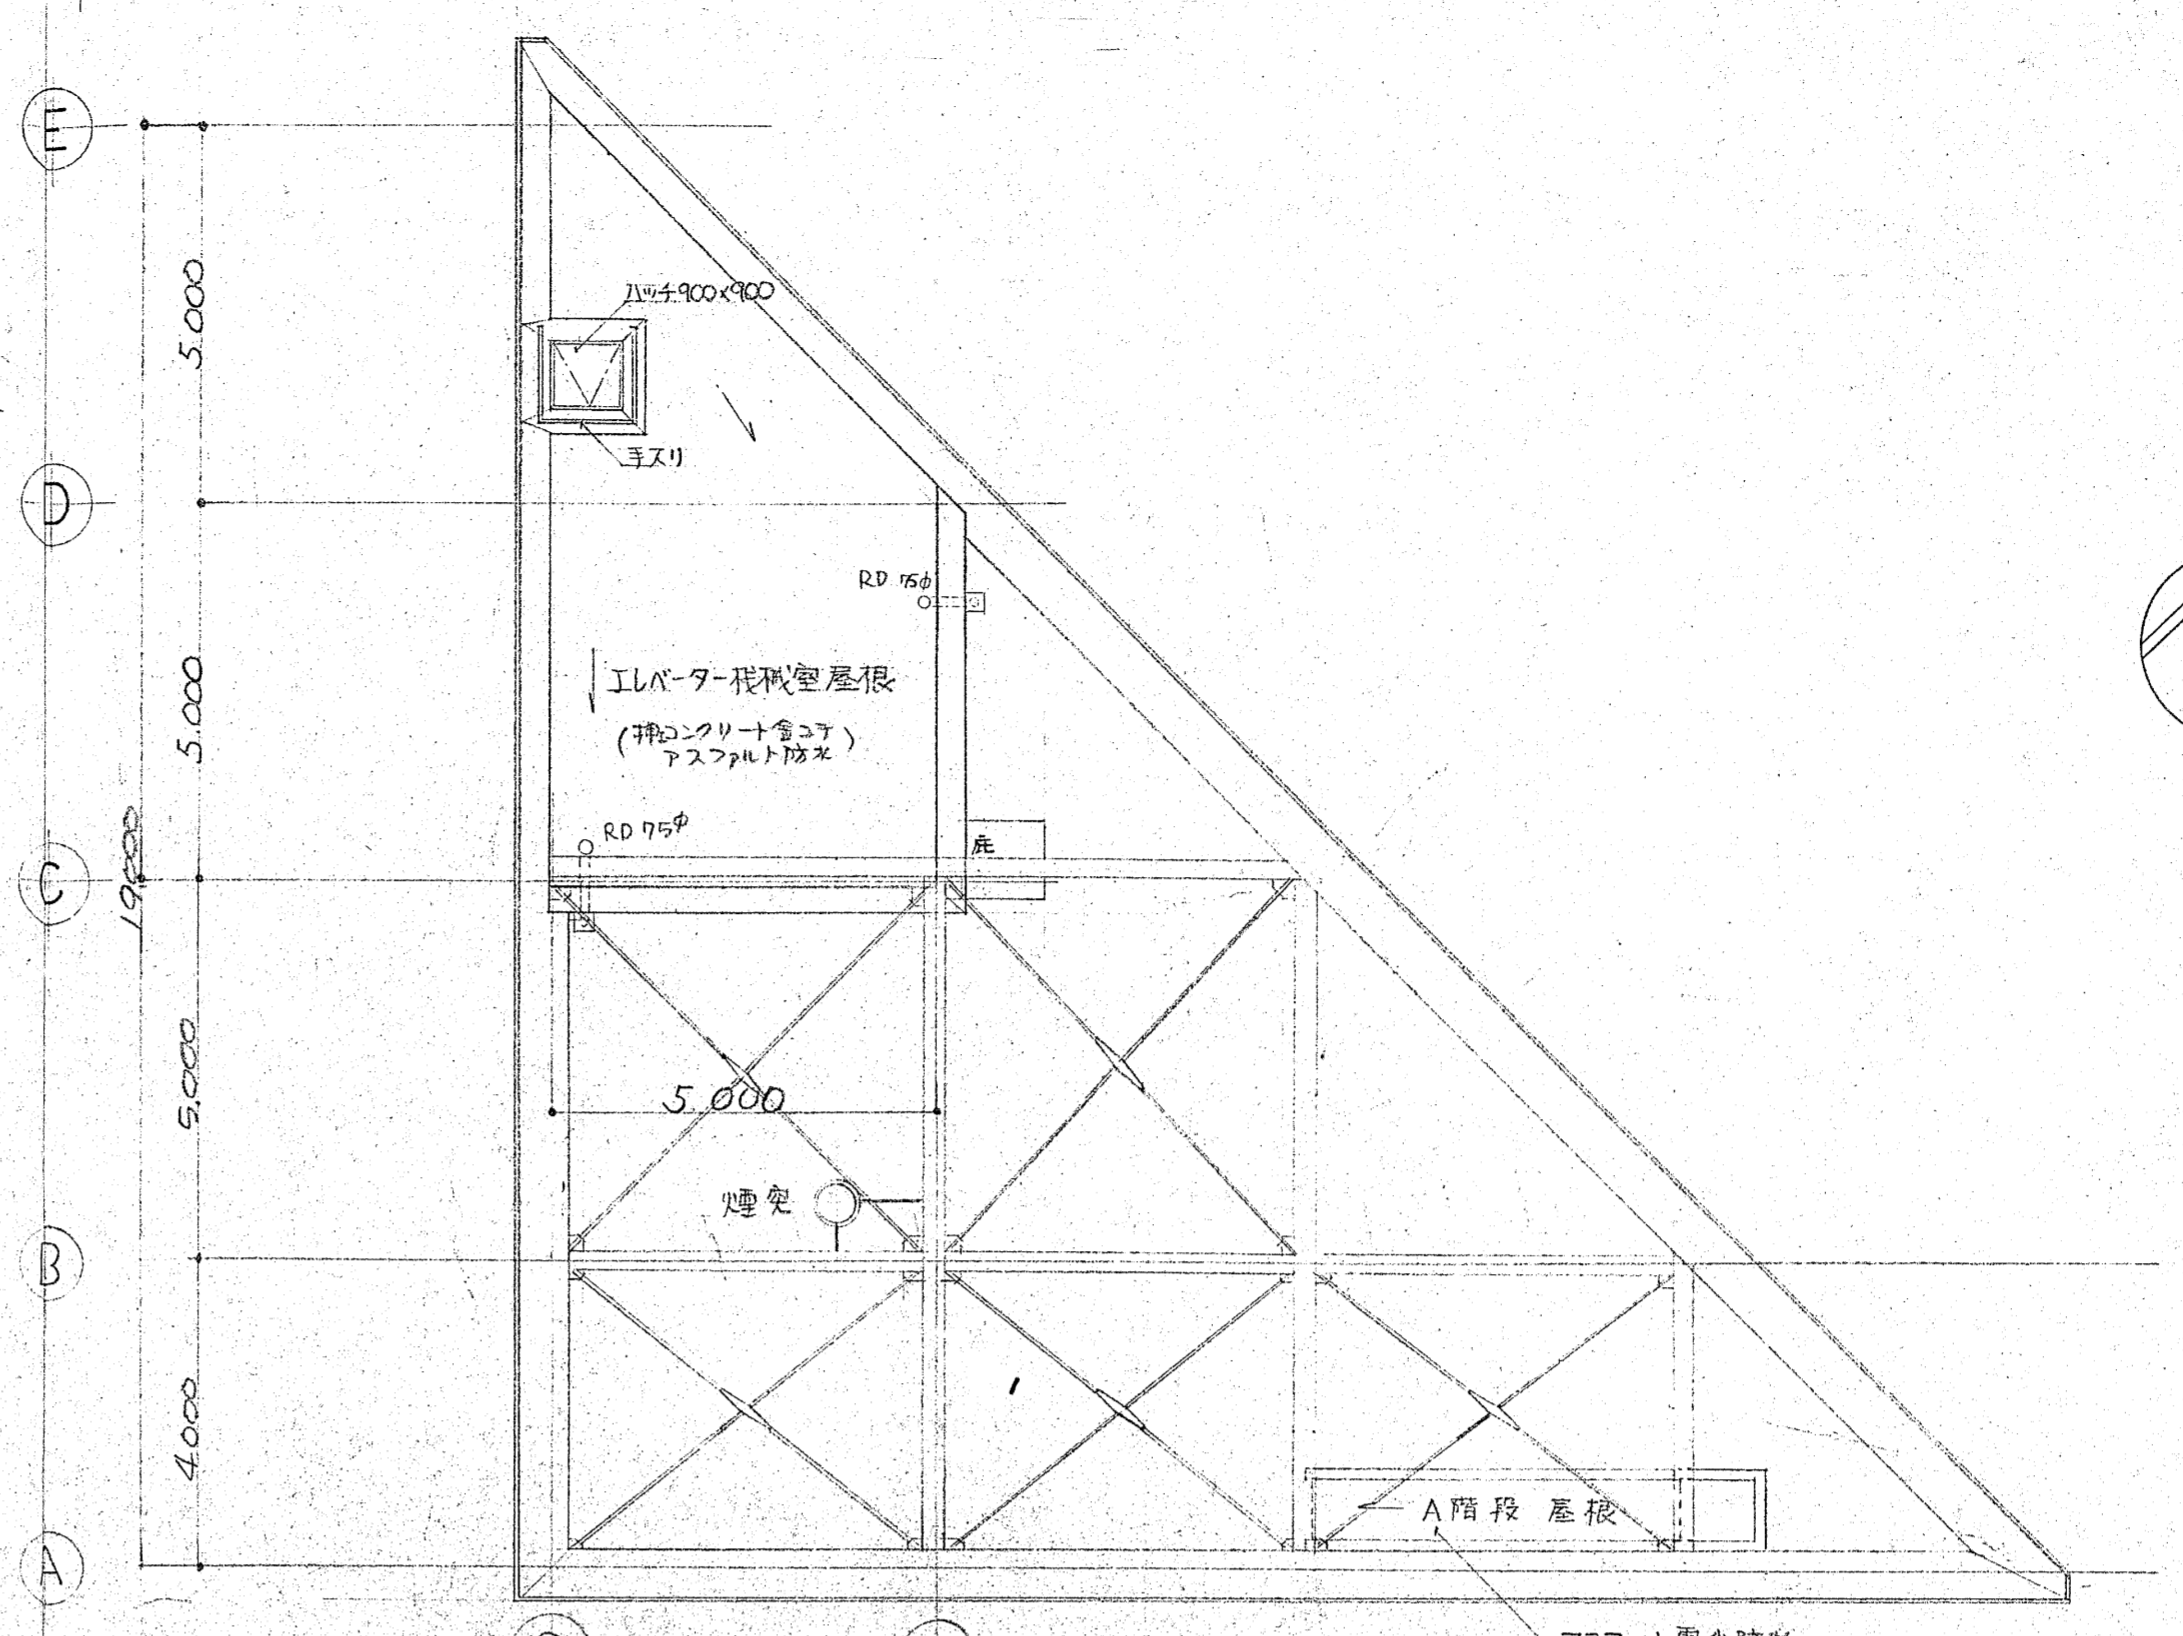 E
5.000
ハッチ900×900
手スリ
D
RD 75φ
5.000
エレベーター機械室屋根
(押エコンクリート金コテ
アスファルト防水)
RD 75φ
庇
19.000
C
5.000
5.000
煙突
B
4.000
A階段 屋根
A